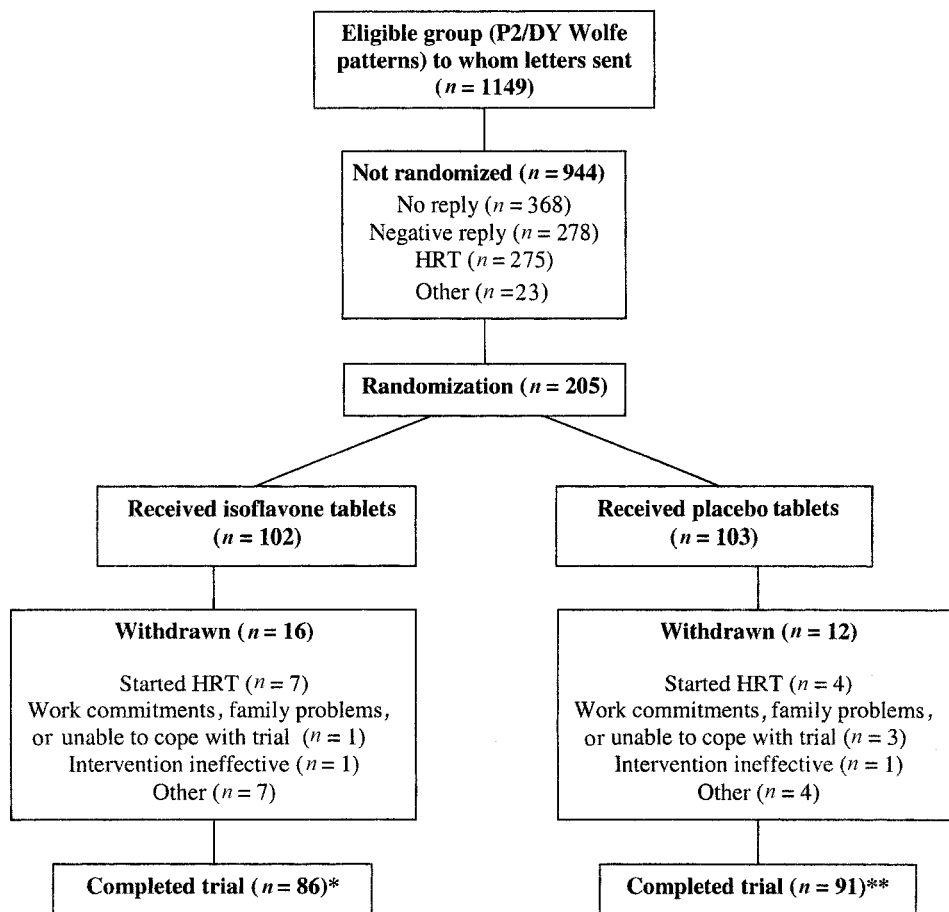 Eligible group (P2/DY Wolfe
patterns) to whom letters sent
(n = 1149)
Not randomized (n = 944)
No reply (n = 368)
Negative reply (n = 278)
HRT (n = 275)
Other (n =23)
Randomization (n = 205)
Received isoflavone tablets
(n = 102)
Received placebo tablets
(n = 103)
Withdrawn (n = 16)
Started HRT (n = 7)
Work commitments, family problems,
or unable to cope with trial (n = 1)
Intervention ineffective (n = 1)
Other (n = 7)
Withdrawn (n = 12)
Started HRT (n = 4)
Work commitments, family problems,
or unable to cope with trial (n = 3)
Intervention ineffective (n = 1)
Other (n = 4)
Completed trial (n = 86)*
Completed trial (n = 91)**